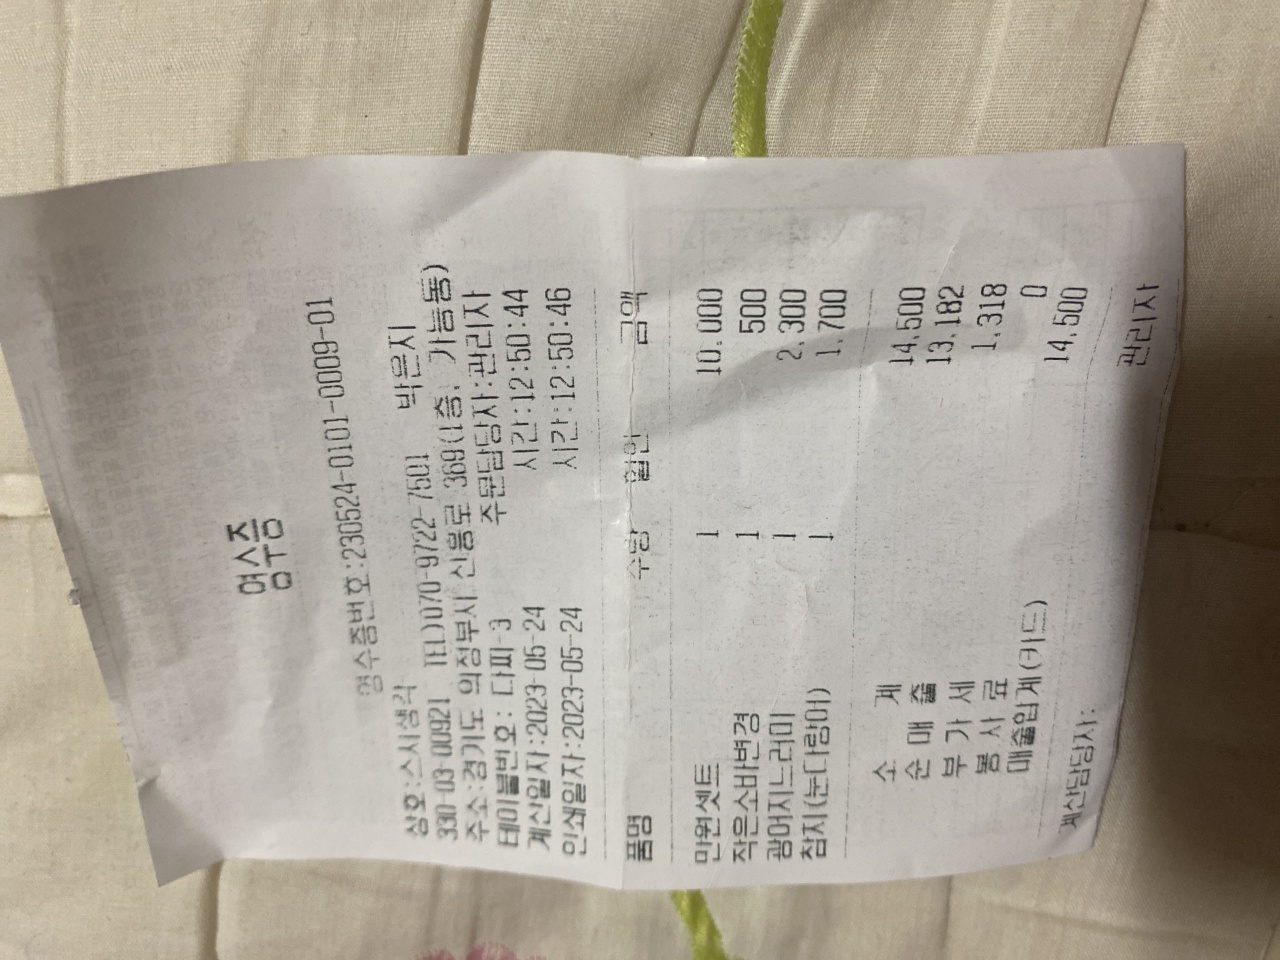 영수증
영수증번호:230524-0101-0009-01
상호:스시생각 박은지
330-03-00921 TEL)070-9722-7501
주소:경기도 의정부시 신흥로 369(1층, 가능동)
테이블번호: 다찌-3 주문담당자:관리자
계산일자:2023-05-24 시간:12:50:44
인쇄일자:2023-05-24 시간:12:50:46
품명 수량 할인 금액
만원셋트 1 10,000
작은소바변경 1 500
광어지느러미 1 2,300
참치(눈다랑어) 1 1,700
소 계 14,500
순 매 출 13,182
부 가 세 1,318
봉 사 료 0
매출합계(카드) 14,500
계산담당자: 관리자